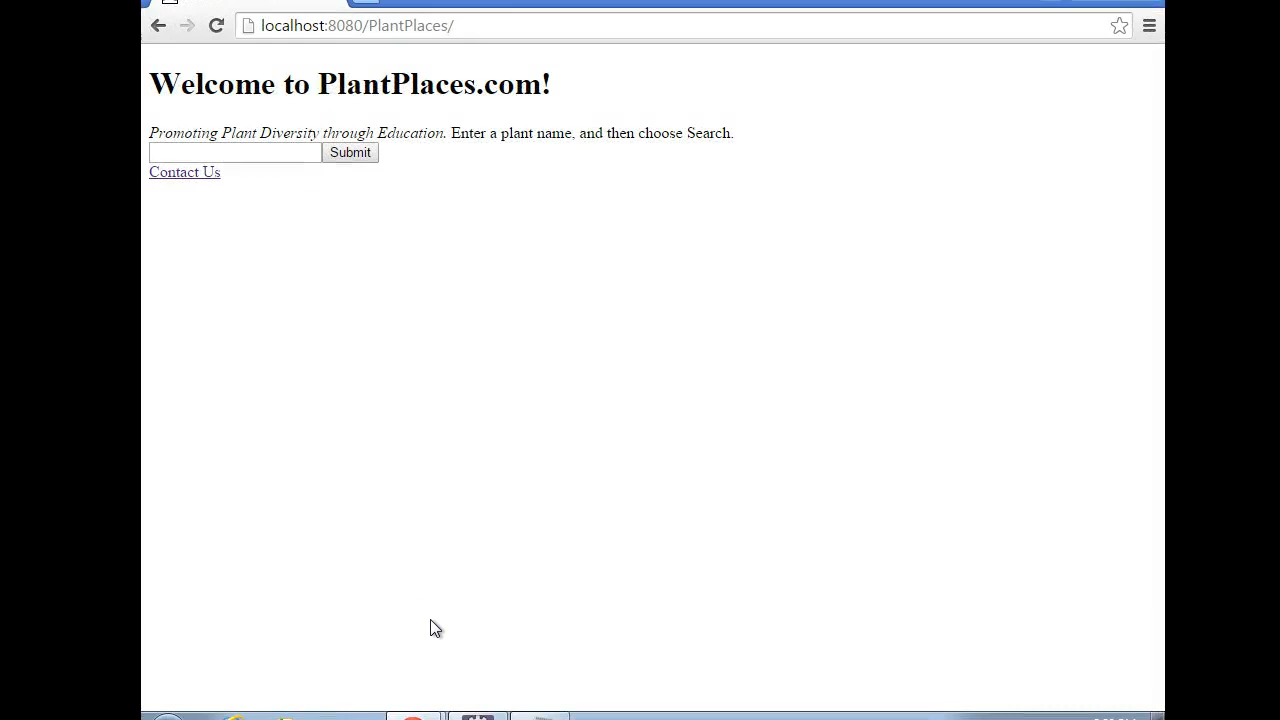 localhost:8080/PlantPlaces/
Welcome to PlantPlaces.com!
Promoting Plant Diversity through Education. Enter a plant name, and then choose Search.
Submit
Contact Us